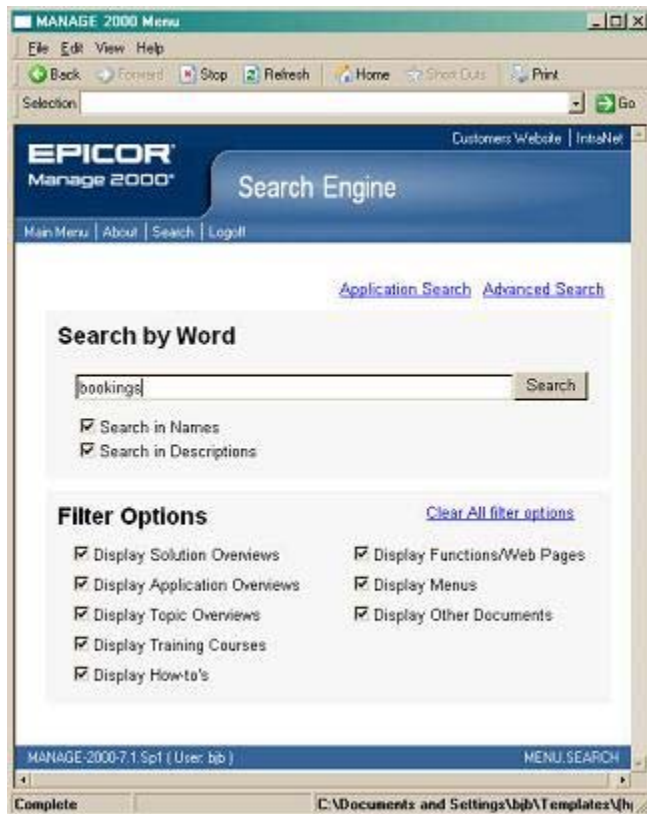 MANAGE 2000 Menu
File Edit View Help
Back Forward Stop Refresh Home Short Cuts Print
Selection Go
Customers Website | IntraNet
EPICOR
Manage 2000®
Search Engine
Main Menu | About | Search | Logoff
Application Search Advanced Search
Search by Word
bookings Search
Search in Names
Search in Descriptions
Filter Options Clear All filter options
Display Solution Overviews Display Functions/Web Pages
Display Application Overviews Display Menus
Display Topic Overviews Display Other Documents
Display Training Courses
Display How-to's
MANAGE-2000-7.1.Sp1 ( User: bjb ) MENU.SEARCH
Complete C:\Documents and Settings\bjb\Templates\(h